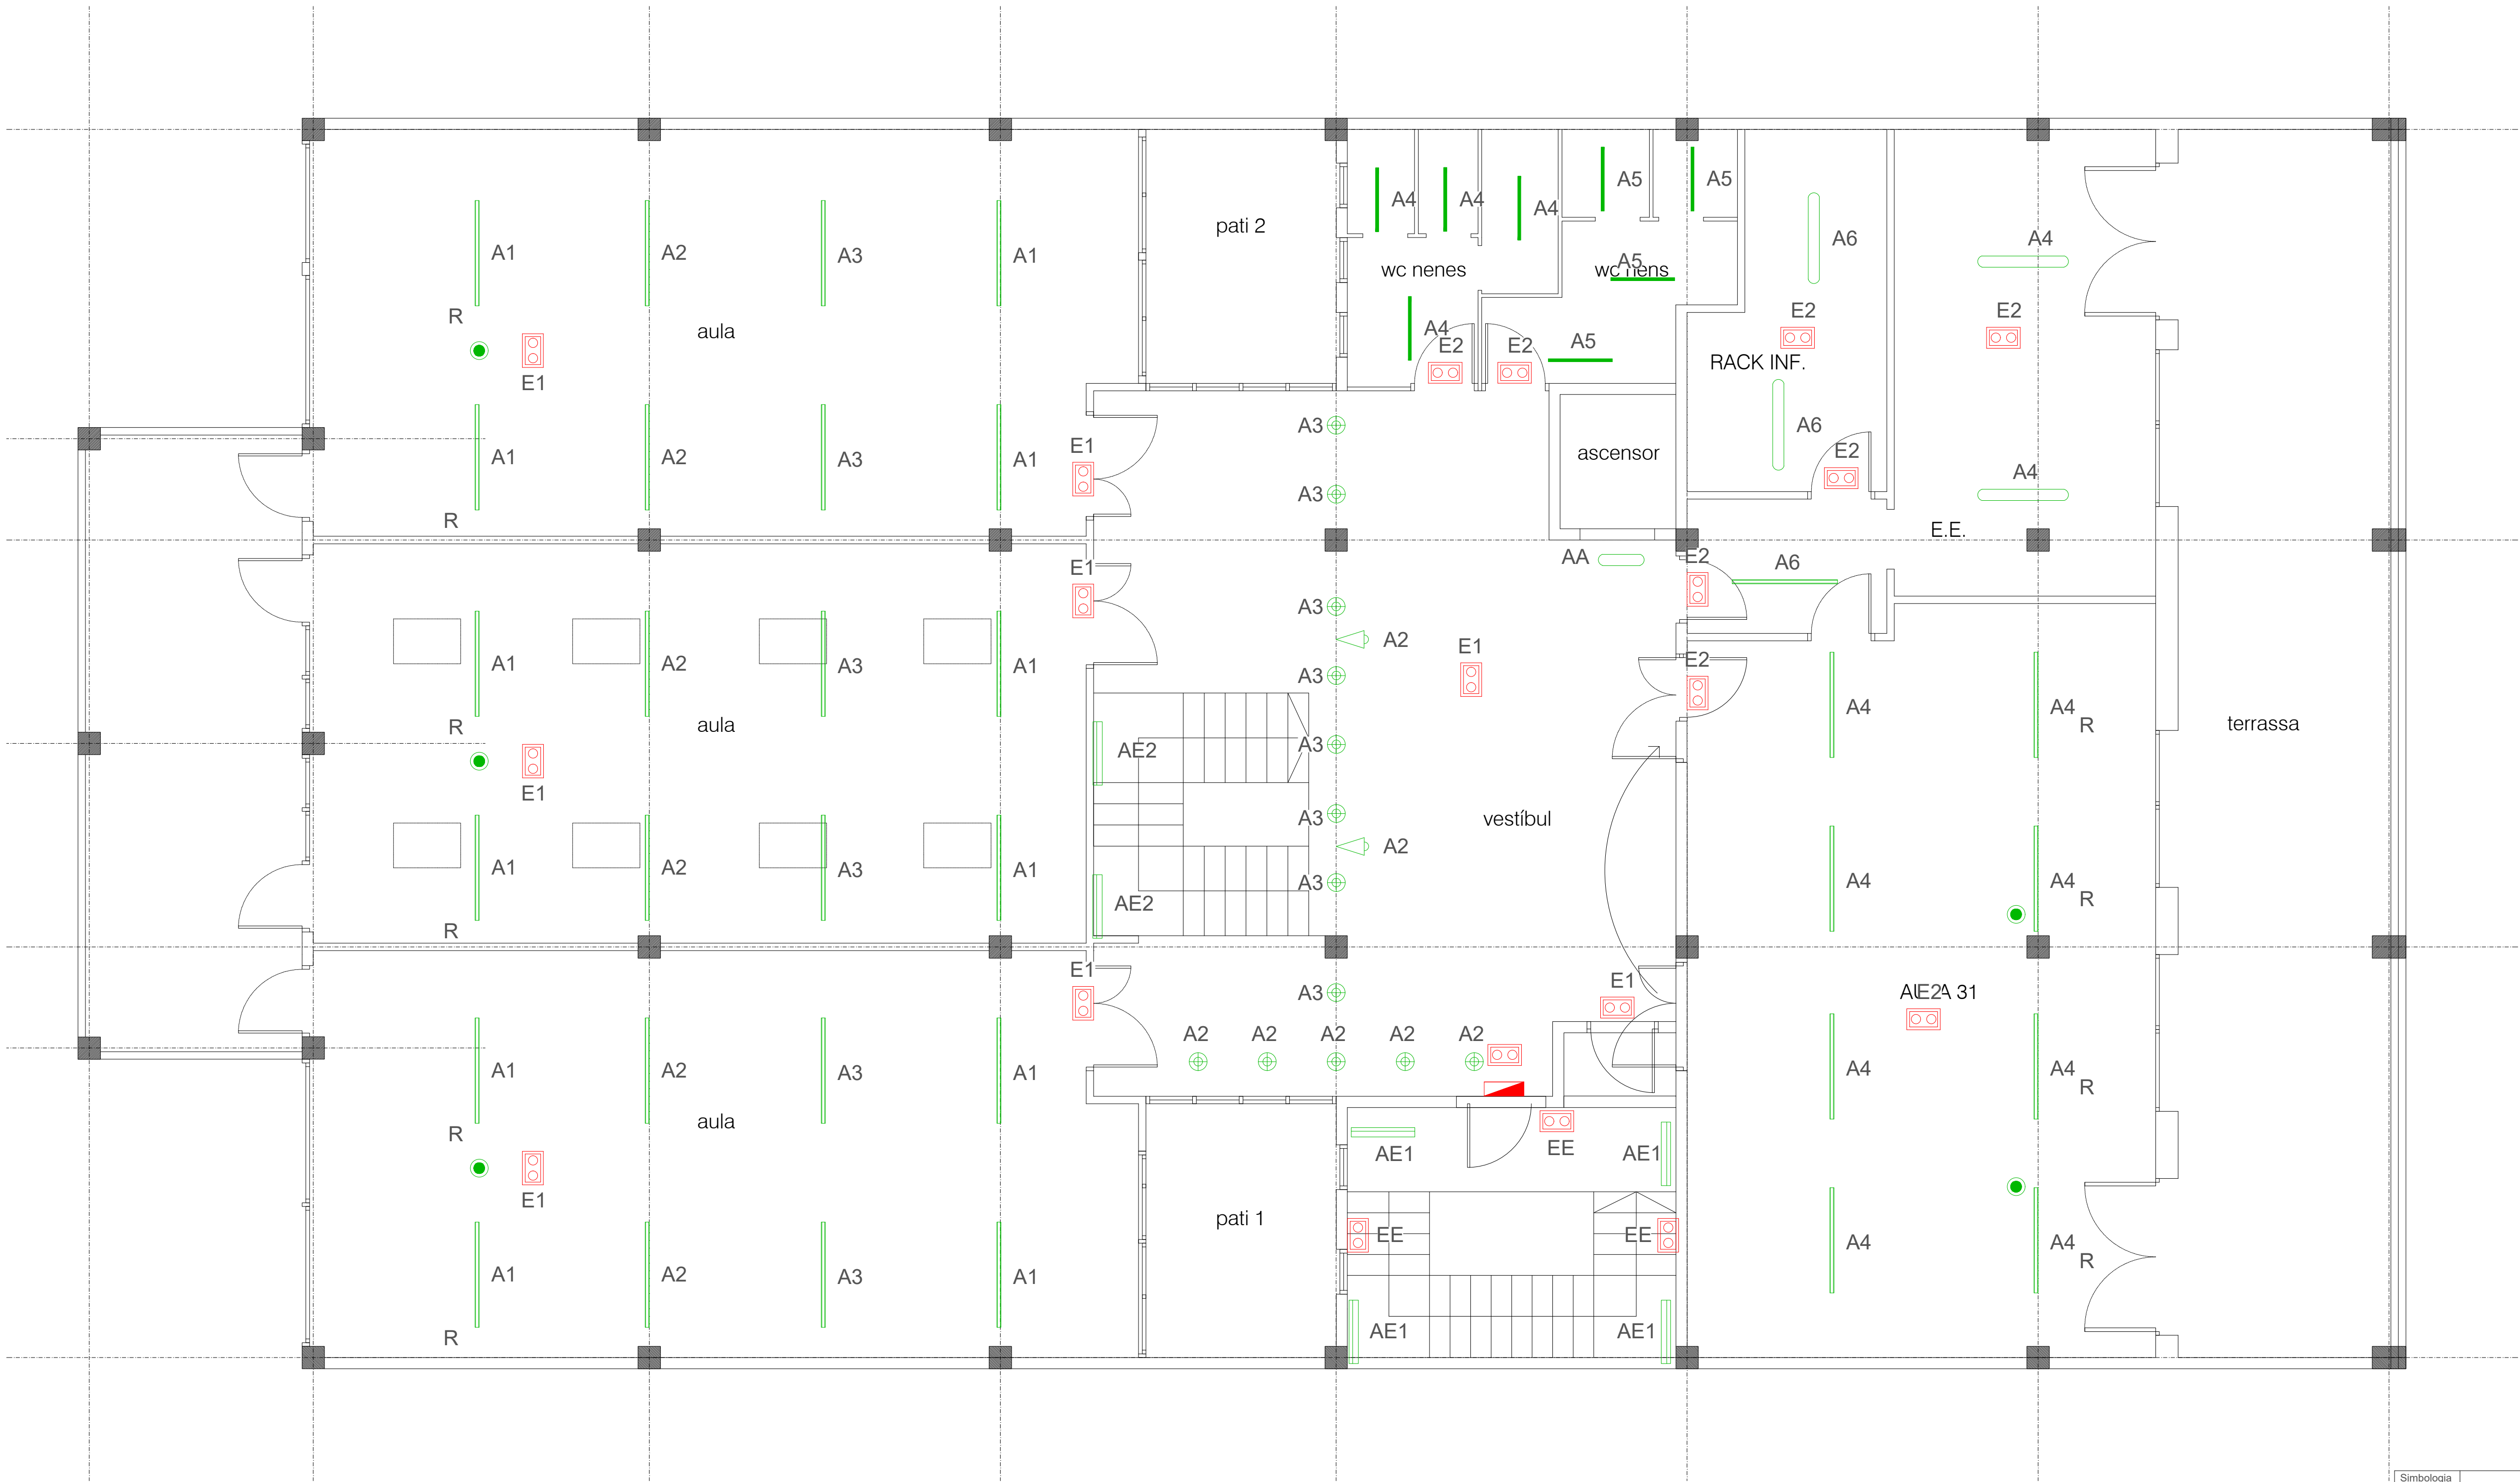 A5 A5
A4 A4 A4
pati 2
A6 A4
A1 A2 A3 A1
wc nenes A5 wc nens
R aula A4 E2 E2 A5 E2 E2
RACK INF.
E1
A3
E1 ascensor A6 E2
A1 A2 A3 A1 A4
A3
R E.E.
E1 AA E2 A6
A3
A2 E1 E2
A1 A2 A3 A1 A3
A4 A4
R aula R terrassa
AE2 A3
E1
vestíbul
A3
A2
A1 A2 A3 A1 A3 A4 A4
AE2 R
R
E1 E1
A3 AULA 31 E2
A2 A2 A2 A2 A2
A1 A2 A3 A1 A4 A4
R
R aula
AE1 EE AE1
E1
pati 1 EE EE
A4 A4
R
A1 A2 A3 A1
R AE1 AE1
Simbologia